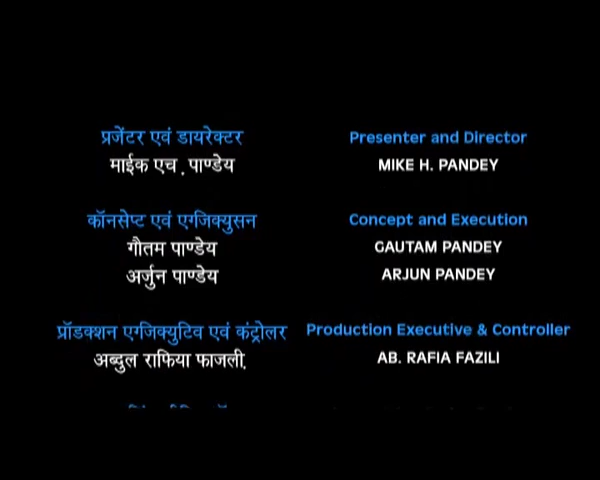 प्रजेंटर एवं डायरेक्टर
माईक एच . पाण्डेय
कॉनसेप्ट एवं एग्जिक्युसन
गौतम पाण्डेय
अर्जुन पाण्डेय
प्रॉडक्शन एग्जिक्युटिव एवं कंट्रोलर
अब्दुल राफिया फाजली.
Presenter and Director
MIKE H. PANDEY
Concept and Execution
GAUTAM PANDEY
ARJUN PANDEY
Production Executive & Controller
AB. RAFIA FAZILI